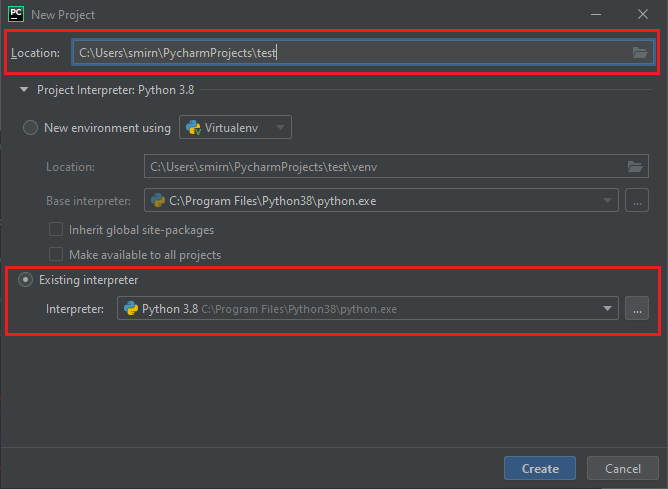 PC New Project
Location: C:\Users\smirn\PycharmProjects\test
Project Interpreter: Python 3.8
New environment using Virtualenv
Location: C:\Users\smirn\PycharmProjects\test\venv
Base interpreter: C:\Program Files\Python38\python.exe ...
Inherit global site-packages
Make available to all projects
Existing interpreter
Interpreter: Python 3.8 C:\Program Files\Python38\python.exe ...
Create Cancel